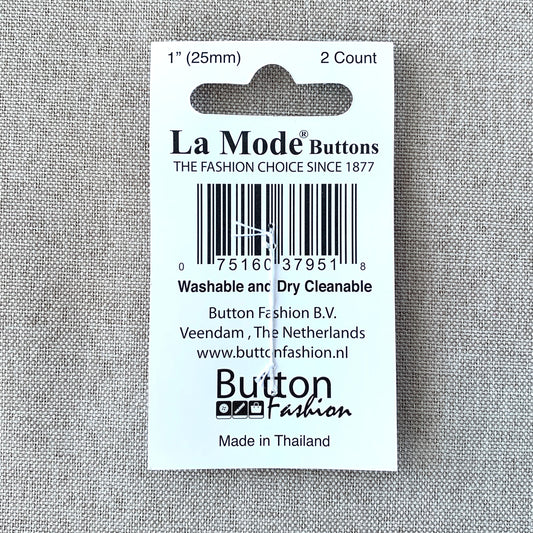 1” (25mm) 2 Count
La Mode® Buttons
THE FASHION CHOICE SINCE 1877
0 75160 37951 8
Washable and Dry Cleanable
Button Fashion B.V.
Veendam , The Netherlands
www.buttonfashion.nl
Button
Fashion
Made in Thailand